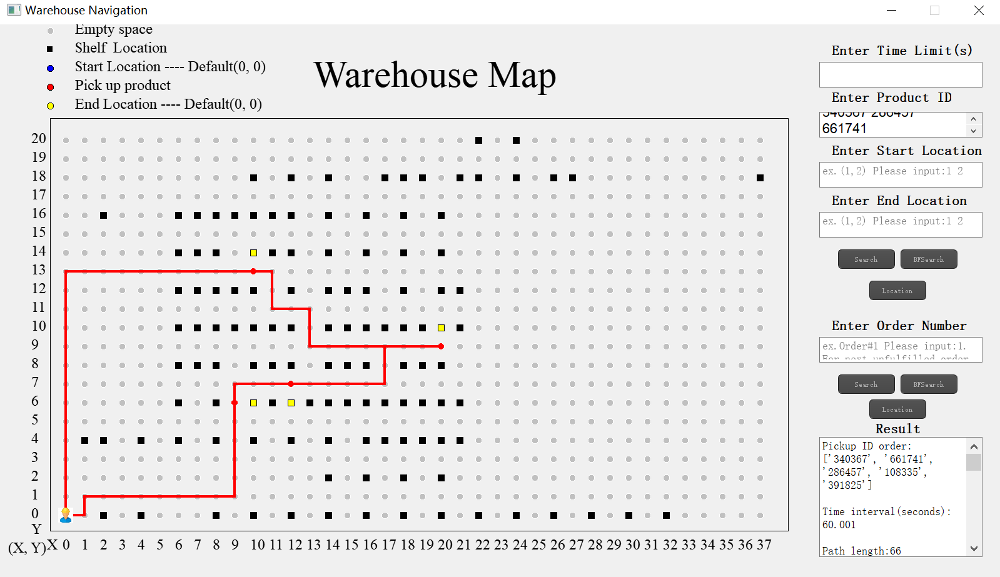 Warehouse Navigation
Empty space
Shelf Location
Start Location ---- Default(0, 0)
Pick up product
End Location ---- Default(0, 0)
Warehouse Map
20
19
18
17
16
15
14
13
12
11
10
9
8
7
6
5
4
3
2
1
0
Y
(X, Y)
X 0 1 2 3 4 5 6 7 8 9 10 11 12 13 14 15 16 17 18 19 20 21 22 23 24 25 26 27 28 29 30 31 32 33 34 35 36 37
Enter Time Limit(s)
Enter Product ID
340367 286457
661741
Enter Start Location
ex.(1,2) Please input:1 2
Enter End Location
ex.(1,2) Please input:1 2
Search BFSearch
Location
Enter Order Number
ex.Order#1 Please input:1.
For next unfulfilled order
Search BFSearch
Location
Result
Pickup ID order:
['340367', '661741',
'286457', '108335',
'391825']
Time interval(seconds):
60.001
Path length:66